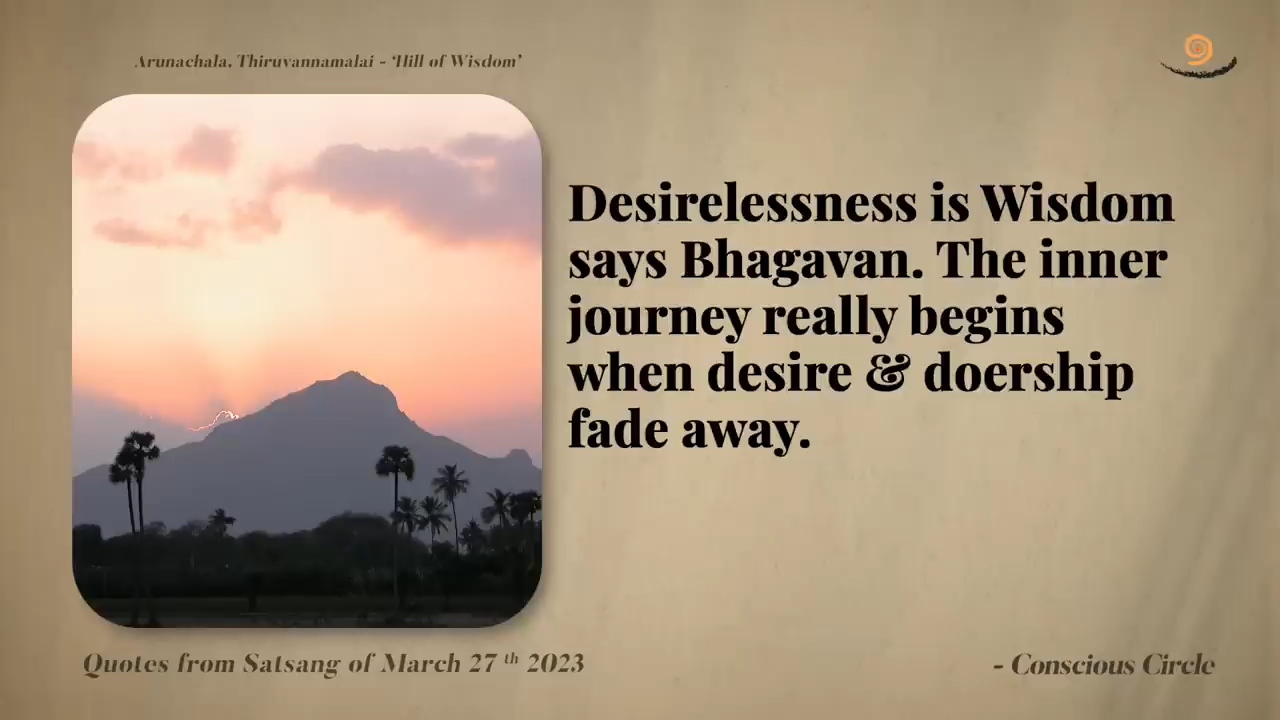 Arunachala, Thiruvannamalai - 'Hill of Wisdom'
Desirelessness is Wisdom
says Bhagavan. The inner
journey really begins
when desire & doership
fade away.
Quotes from Satsang of March 27 th 2023
- Conscious Circle